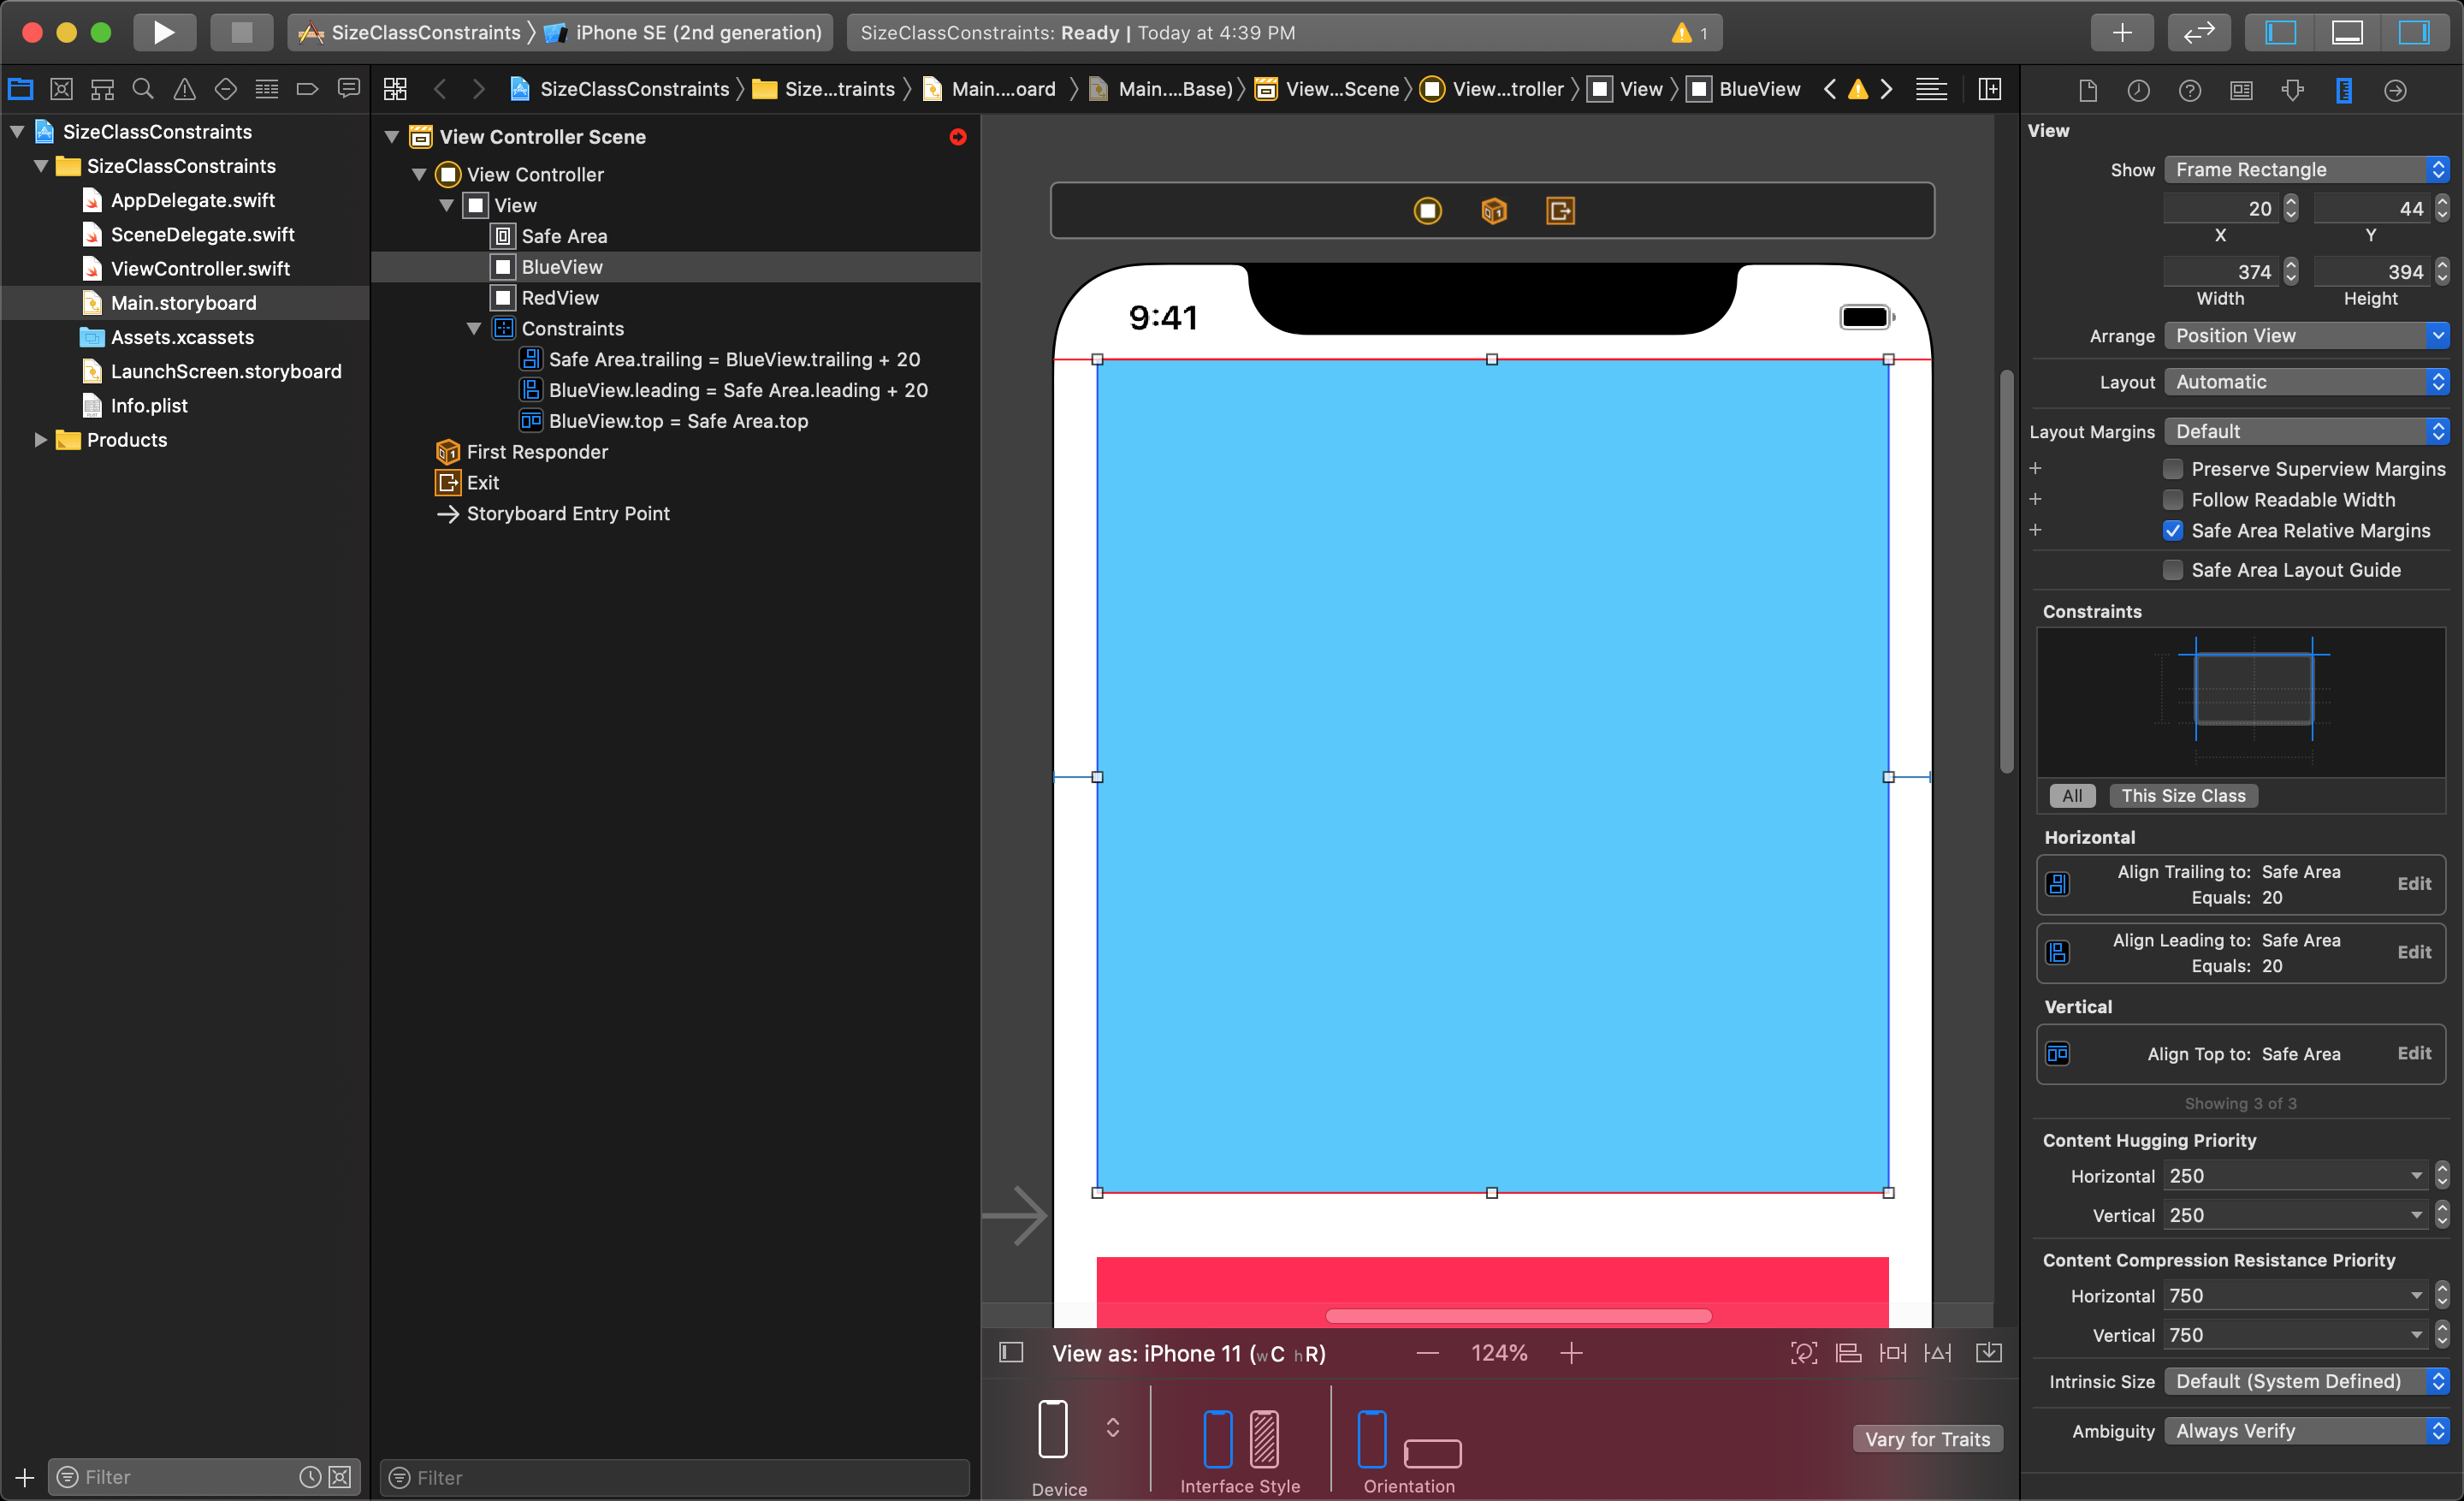 SizeClassConstraints
iPhone SE (2nd generation)
SizeClassConstraints: Ready | Today at 4:39 PM
1
SizeClassConstraints
Size...traints
Main....oard
Main....Base)
View...Scene
View...troller
View
BlueView
SizeClassConstraints
SizeClassConstraints
AppDelegate.swift
SceneDelegate.swift
ViewController.swift
Main.storyboard
Assets.xcassets
LaunchScreen.storyboard
Info.plist
Products
Filter
View Controller Scene
View Controller
View
Safe Area
BlueView
RedView
Constraints
Safe Area.trailing = BlueView.trailing + 20
BlueView.leading = Safe Area.leading + 20
BlueView.top = Safe Area.top
First Responder
Exit
Storyboard Entry Point
Filter
9:41
View as: iPhone 11 (wC hR)
124%
Device
Interface Style
Orientation
Vary for Traits
View
Show Frame Rectangle
20 44
X Y
374 394
Width Height
Arrange Position View
Layout Automatic
Layout Margins Default
Preserve Superview Margins
Follow Readable Width
Safe Area Relative Margins
Safe Area Layout Guide
Constraints
All This Size Class
Horizontal
Align Trailing to: Safe Area
Equals: 20
Edit
Align Leading to: Safe Area
Equals: 20
Edit
Vertical
Align Top to: Safe Area Edit
Showing 3 of 3
Content Hugging Priority
Horizontal 250
Vertical 250
Content Compression Resistance Priority
Horizontal 750
Vertical 750
Intrinsic Size Default (System Defined)
Ambiguity Always Verify